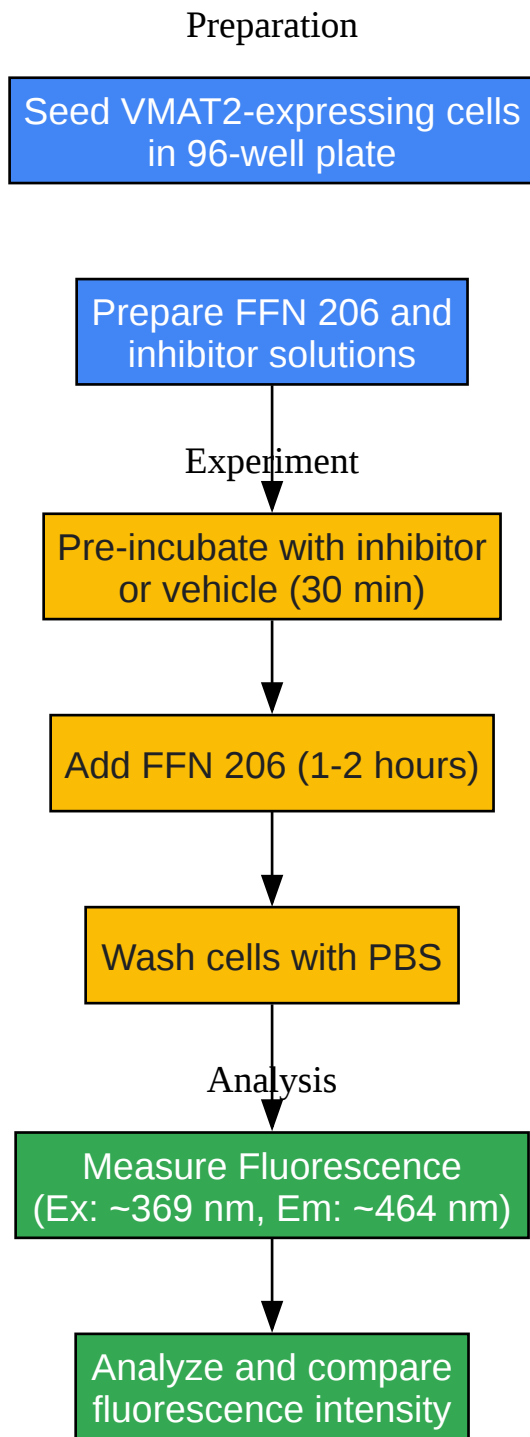 Preparation
Seed VMAT2-expressing cells
in 96-well plate
Prepare FFN 206 and
inhibitor solutions
Experiment
Pre-incubate with inhibitor
or vehicle (30 min)
Add FFN 206 (1-2 hours)
Wash cells with PBS
Analysis
Measure Fluorescence
(Ex: ~369 nm, Em: ~464 nm)
Analyze and compare
fluorescence intensity